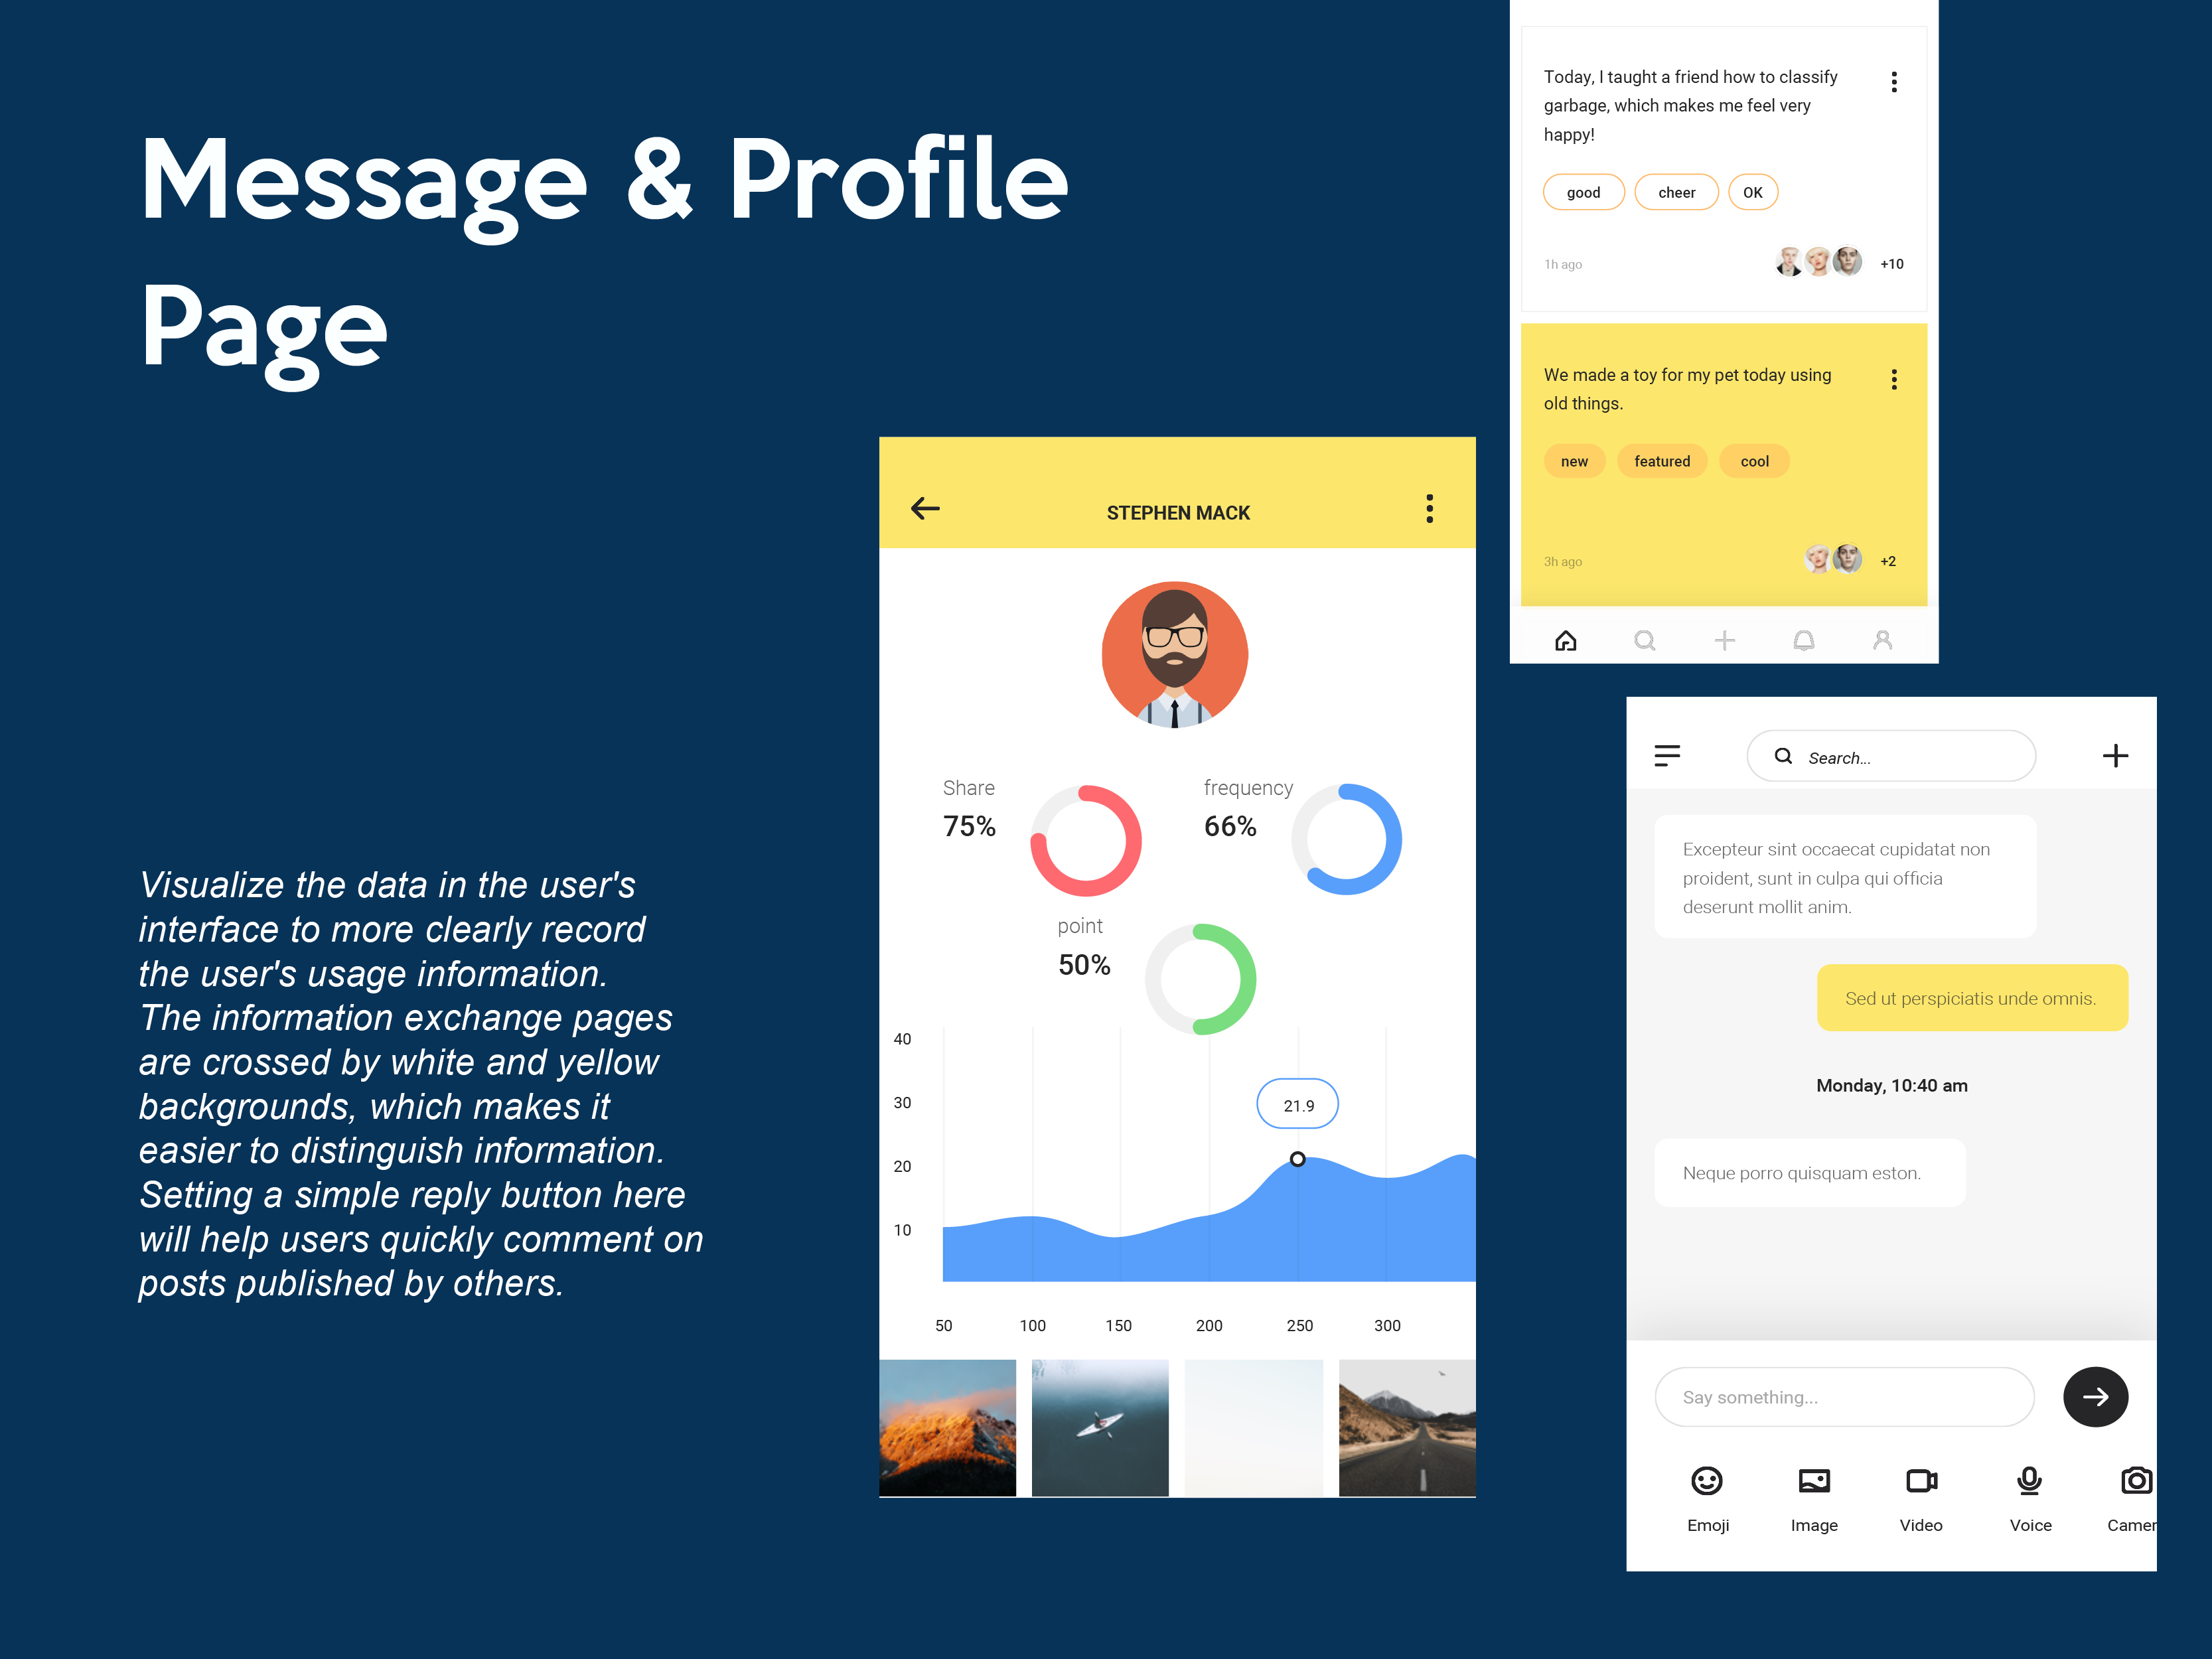 Message & Profile
Page
Visualize the data in the user's
interface to more clearly record
the user's usage information.
The information exchange pages
are crossed by white and yellow
backgrounds, which makes it
easier to distinguish information.
Setting a simple reply button here
will help users quickly comment on
posts published by others.
STEPHEN MACK
Share
75%
frequency
66%
point
50%
40
30
20
10
21.9
50 100 150 200 250 300
Today, I taught a friend how to classify
garbage, which makes me feel very
happy!
good cheer OK
1h ago +10
We made a toy for my pet today using
old things.
new featured cool
3h ago +2
Search...
Excepteur sint occaecat cupidatat non
proident, sunt in culpa qui officia
deserunt mollit anim.
Sed ut perspiciatis unde omnis.
Monday, 10:40 am
Neque porro quisquam eston.
Say something...
Emoji Image Video Voice Camer